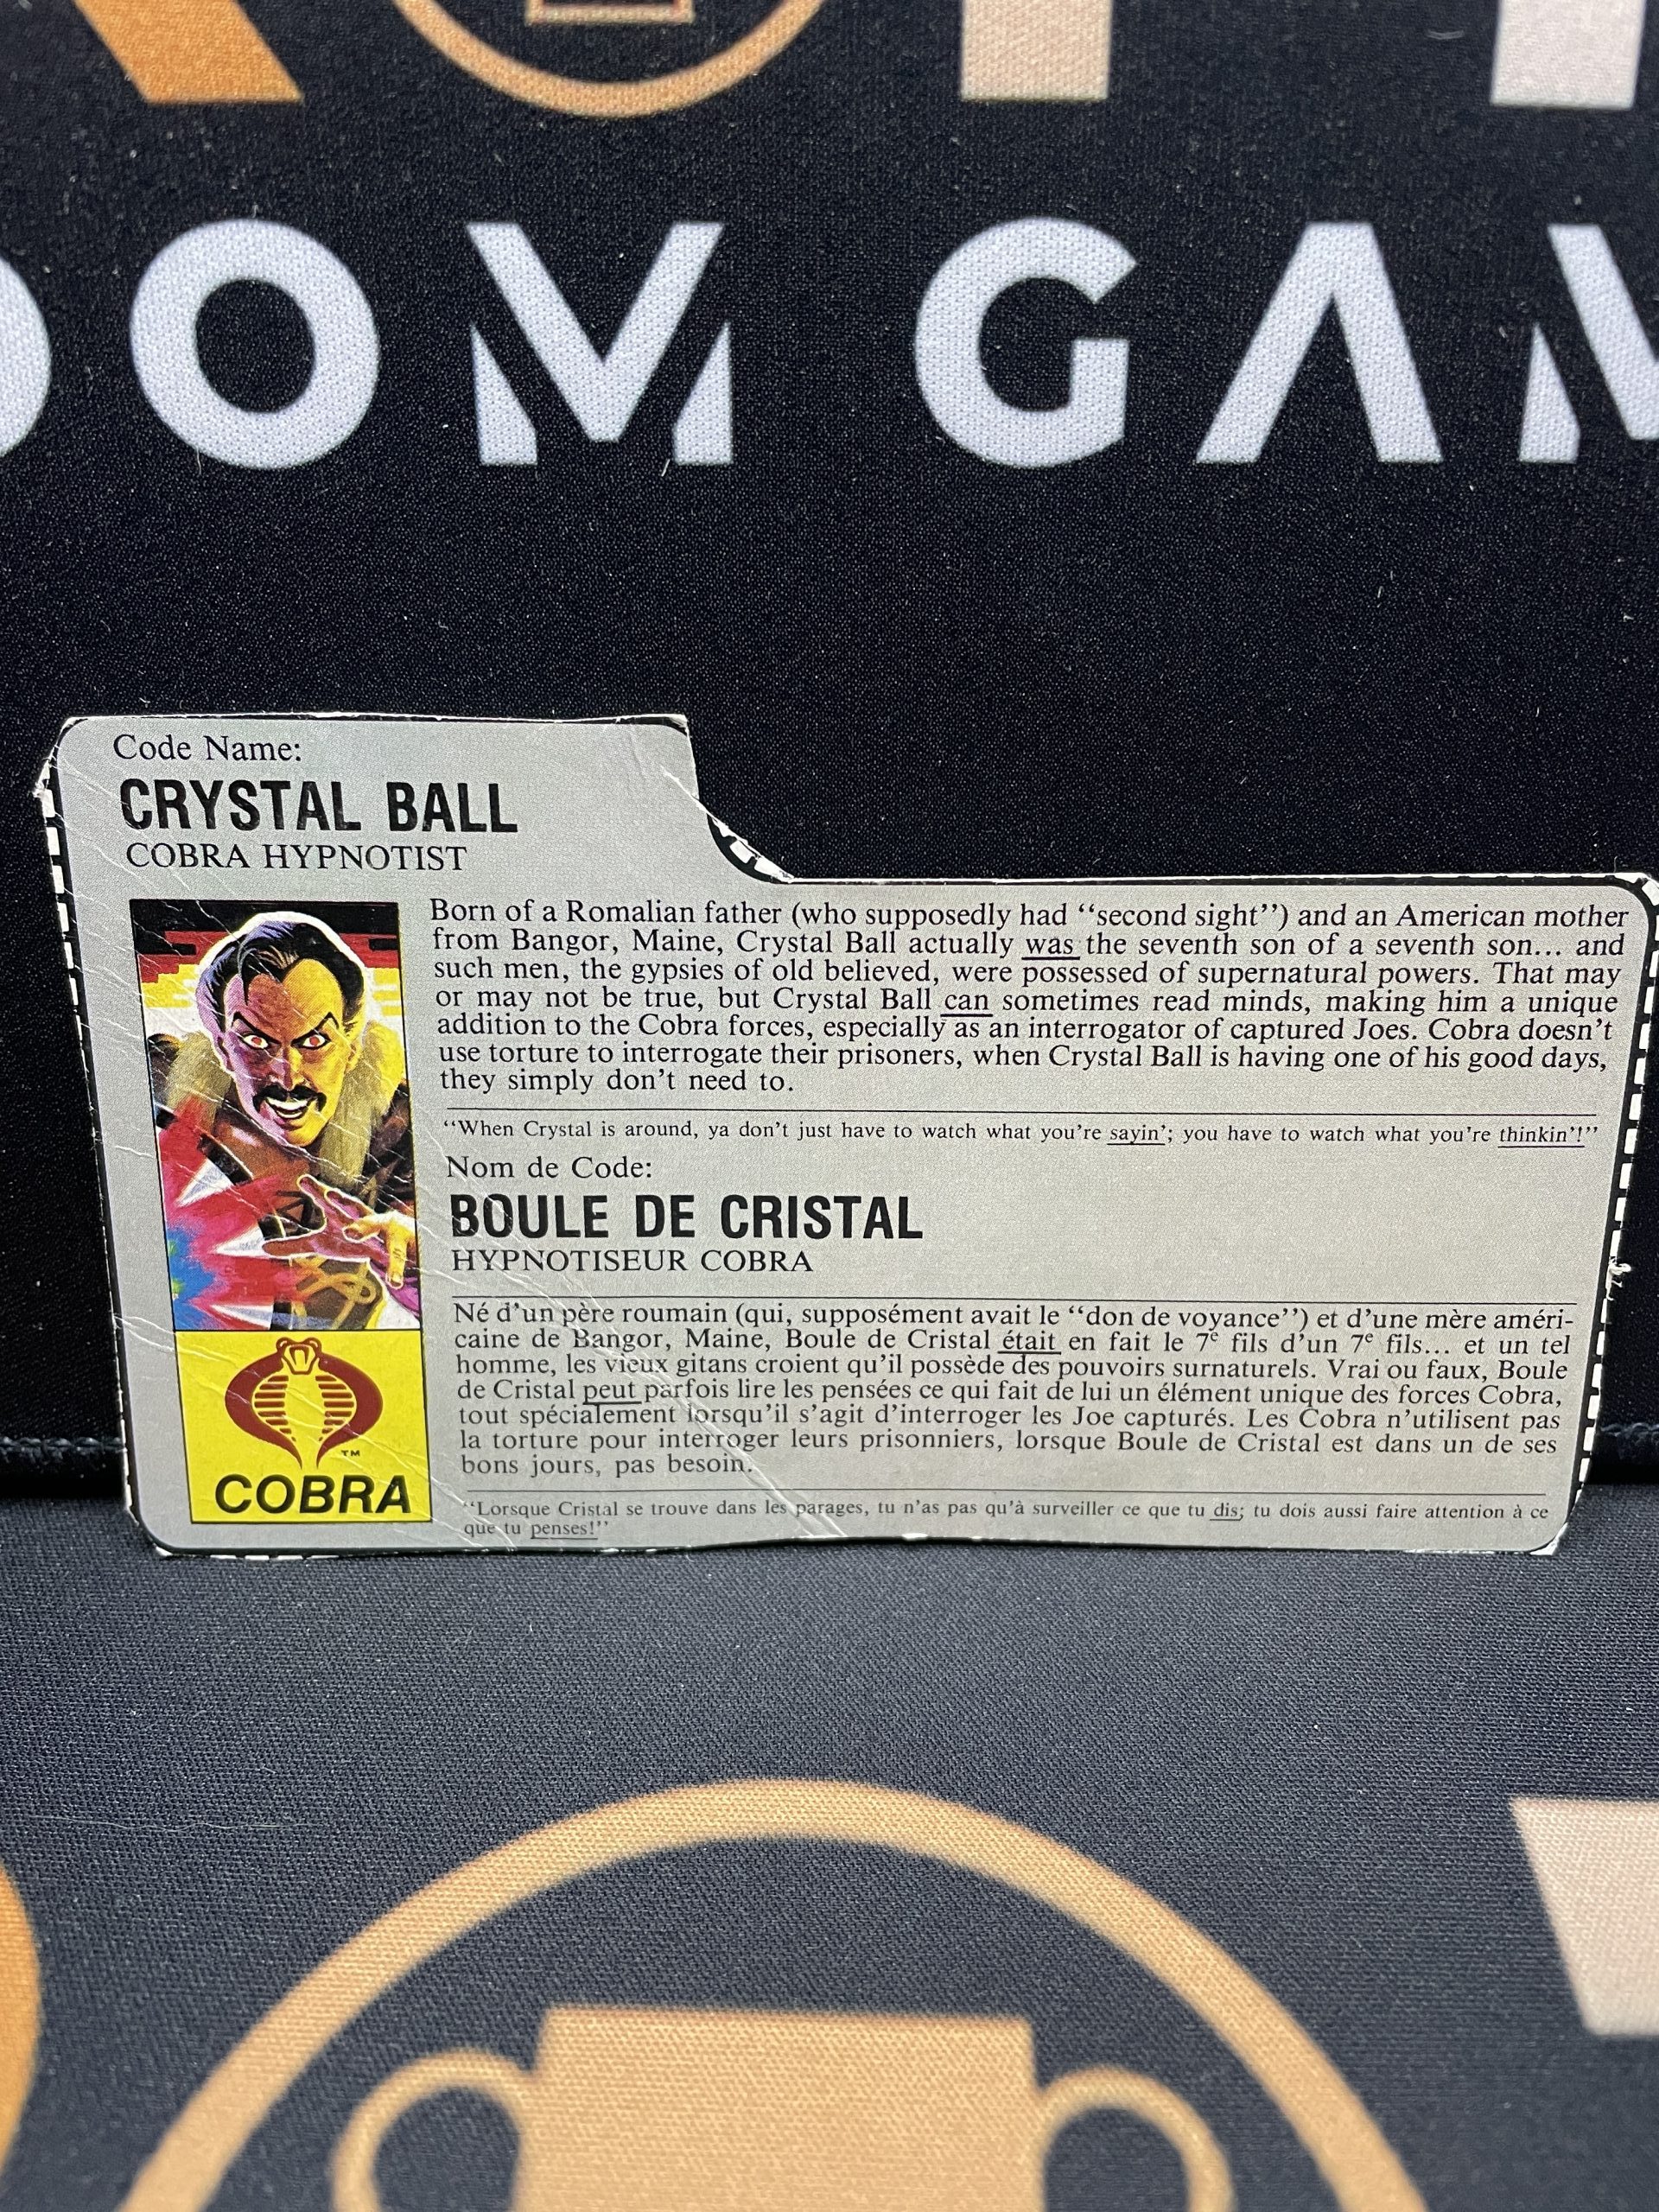 OOM GAM
Code Name:
CRYSTAL BALL
COBRA HYPNOTIST
Born of a Romalian father (who supposedly had "second sight") and an American mother
from Bangor, Maine, Crystal Ball actually was the seventh son of a seventh son... and
such men, the gypsies of old believed, were possessed of supernatural powers. That may
or may not be true, but Crystal Ball can sometimes read minds, making him a unique
addition to the Cobra forces, especially as an interrogator of captured Joes. Cobra doesn't
use torture to interrogate their prisoners, when Crystal Ball is having one of his good days,
they simply don't need to.
"When Crystal is around, ya don't just have to watch what you're sayin'; you have to watch what you're thinkin'!"
Nom de Code:
BOULE DE CRISTAL
HYPNOTISEUR COBRA
Né d'un père roumain (qui, supposément avait le "don de voyance") et d'une mère améri-
caine de Bangor, Maine, Boule de Cristal était en fait le 7e fils d'un 7e fils... et un tel
homme, les vieux gitans croient qu'il possède des pouvoirs surnaturels. Vrai ou faux, Boule
de Cristal peut parfois lire les pensées ce qui fait de lui un élément unique des forces Cobra,
tout spécialement lorsqu'il s'agit d'interroger les Joe capturés. Les Cobra n'utilisent pas
la torture pour interroger leurs prisonniers, lorsque Boule de Cristal est dans un de ses
bons jours, pas besoin.
"Lorsque Cristal se trouve dans les parages, tu n'as pas qu'à surveiller ce que tu dis; tu dois aussi faire attention à ce
que tu penses!"
TM
COBRA